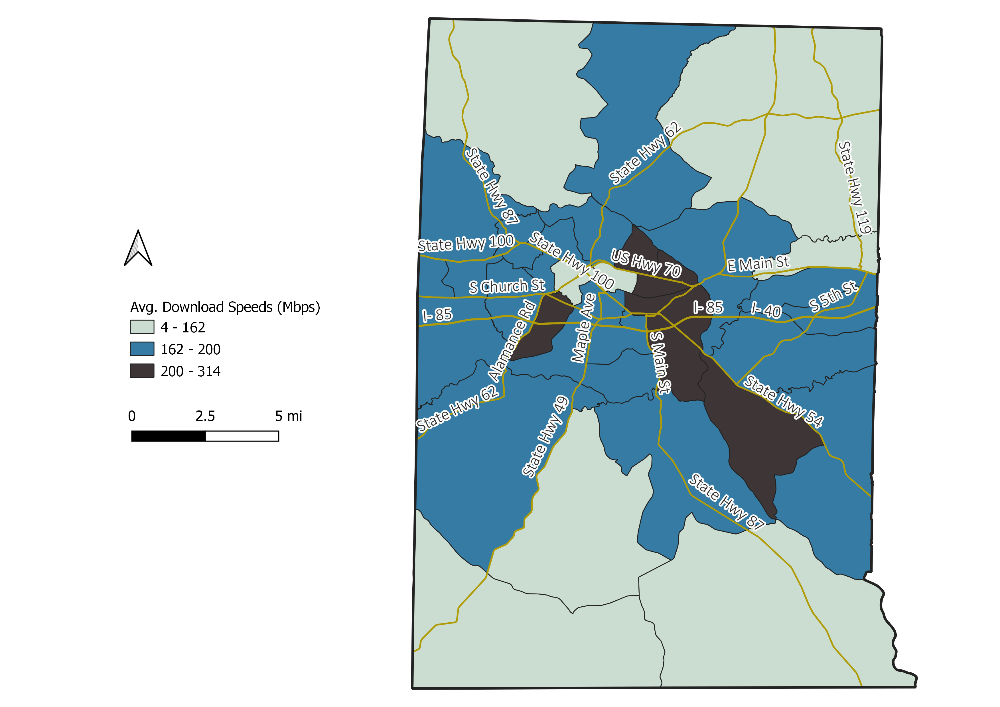 Avg. Download Speeds (Mbps)
4 - 162
162 - 200
200 - 314
0 2.5 5 mi
State Hwy 62
State Hwy 87
State Hwy 119
State Hwy 100
State Hwy 100
US Hwy 70
E Main St
S Church St
S 5th St
I- 85
I- 85
I- 40
Alamance Rd
Maple Ave
S Main St
State Hwy 62
State Hwy 49
State Hwy 54
State Hwy 87